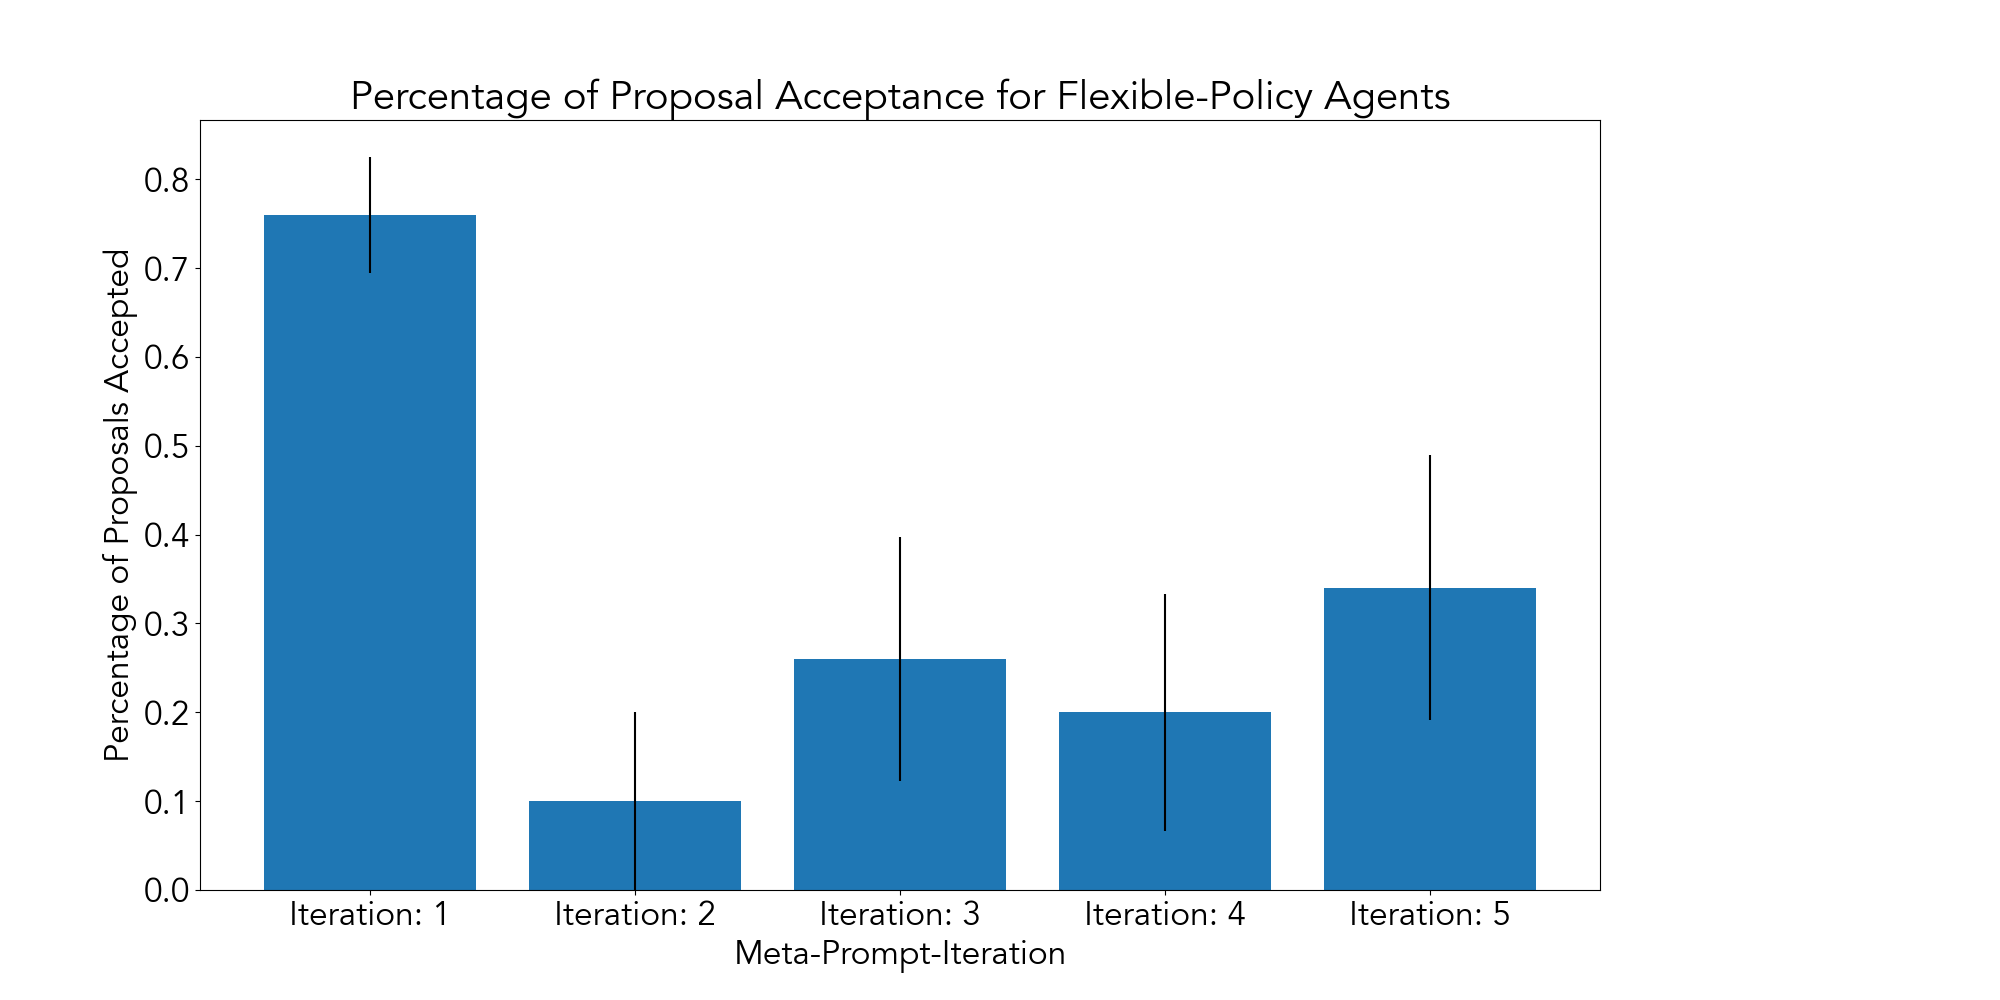 Percentage of Proposal Acceptance for Flexible-Policy Agents
Percentage of Proposals Accepted
0.8
0.7
0.6
0.5
0.4
0.3
0.2
0.1
0.0
Iteration: 1
Iteration: 2
Iteration: 3
Iteration: 4
Iteration: 5
Meta-Prompt-Iteration